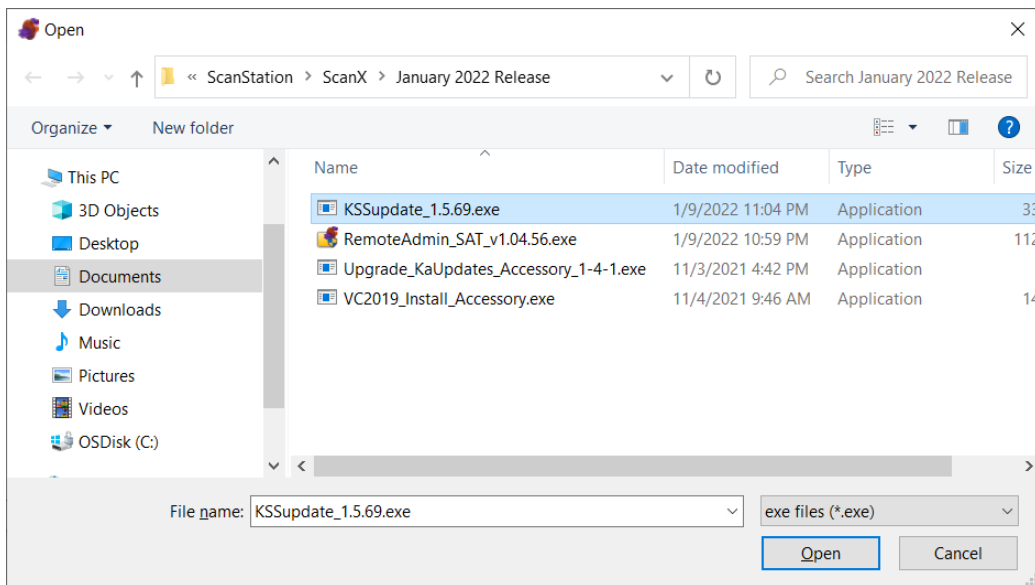 Open
« ScanStation > ScanX > January 2022 Release
Search January 2022 Release
Organize
New folder
Name
Date modified
Type
Size
KSSupdate_1.5.69.exe 1/9/2022 11:04 PM Application 33
RemoteAdmin_SAT_v1.04.56.exe 1/9/2022 10:59 PM Application 112
Upgrade_KaUpdates_Accessory_1-4-1.exe 11/3/2021 4:42 PM Application
VC2019_Install_Accessory.exe 11/4/2021 9:46 AM Application 14
This PC
3D Objects
Desktop
Documents
Downloads
Music
Pictures
Videos
OSDisk (C:)
File name: KSSupdate_1.5.69.exe
exe files (*.exe)
Open
Cancel